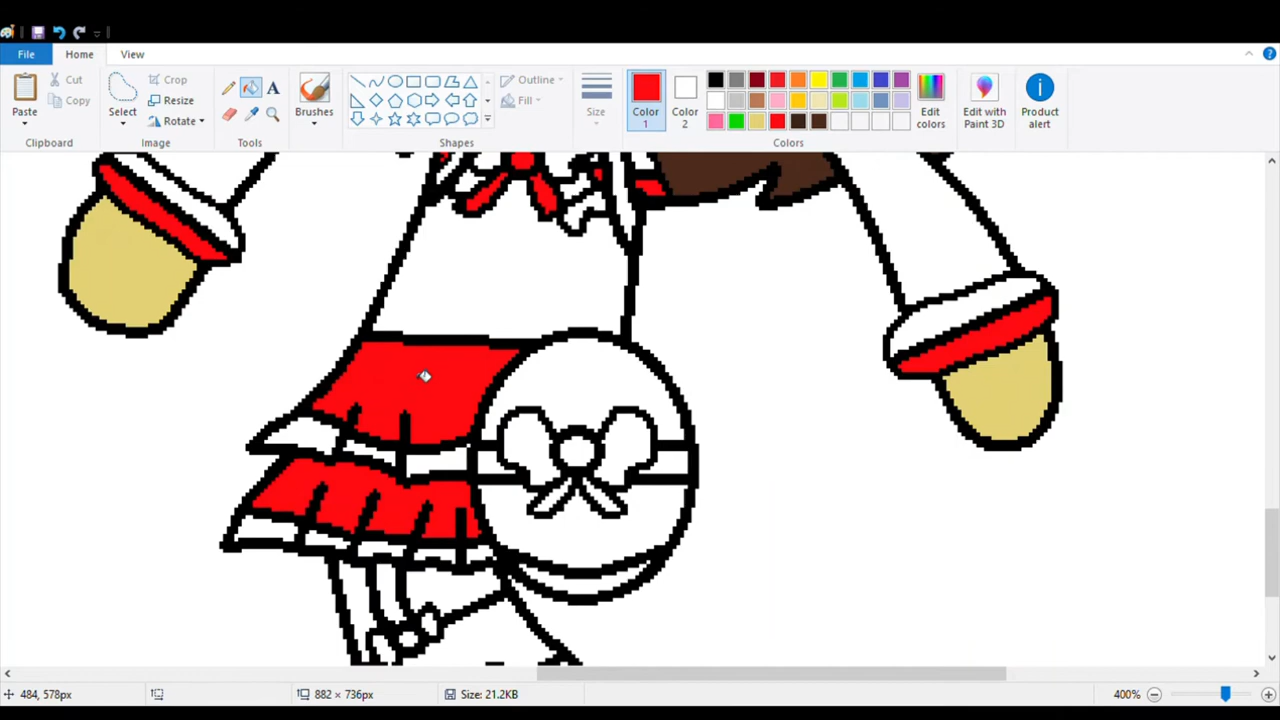 File Home View
Paste Cut Copy Clipboard
Select Crop Resize Rotate Image
A Tools
Brushes
Outline Fill Shapes
Size
Color 1 Color 2 Edit colors Colors
Edit with Paint 3D
Product alert
484, 578px 882 × 736px Size: 21.2KB 400%